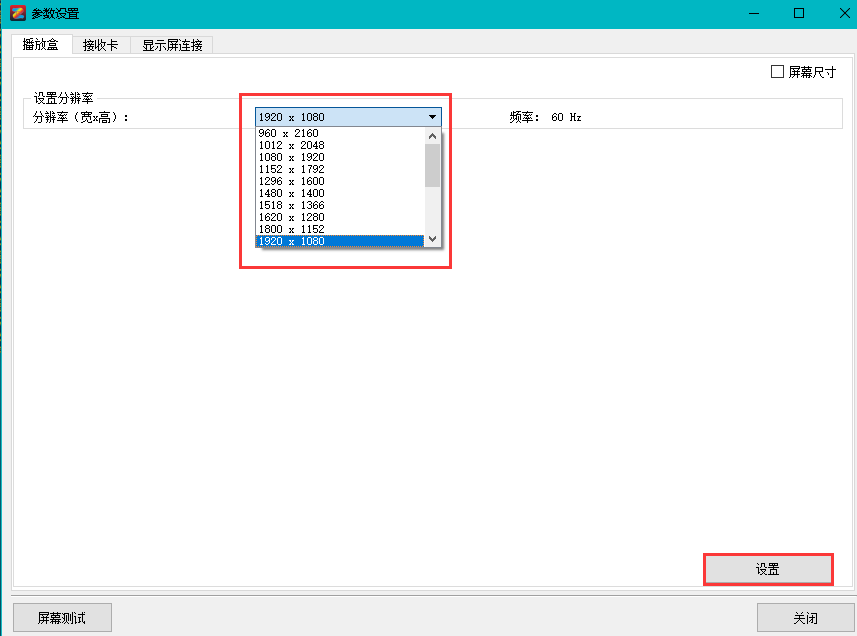 参数设置
播放盒 接收卡 显示屏连接
屏幕尺寸
设置分辨率
分辨率（宽x高）： 1920 x 1080 频率： 60 Hz
960 x 2160
1012 x 2048
1080 x 1920
1152 x 1792
1296 x 1600
1480 x 1400
1518 x 1366
1620 x 1280
1800 x 1152
1920 x 1080
设置
屏幕测试 关闭